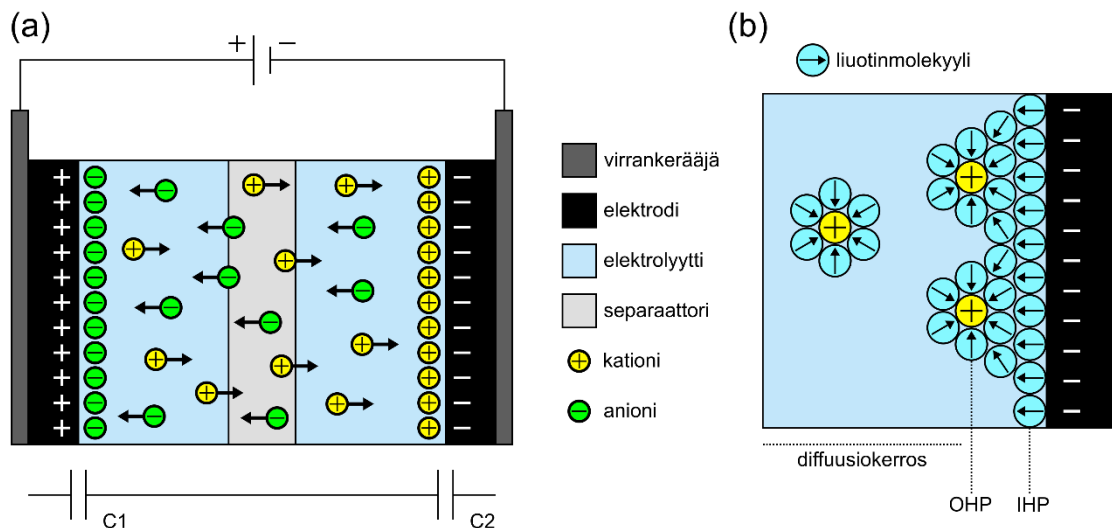 (a)
+ −
virrankerääjä
elektrodi
elektrolyytti
separaattori
kationi
anioni
C1
C2
(b)
liuotinmolekyyli
diffuusiokerros
OHP
IHP